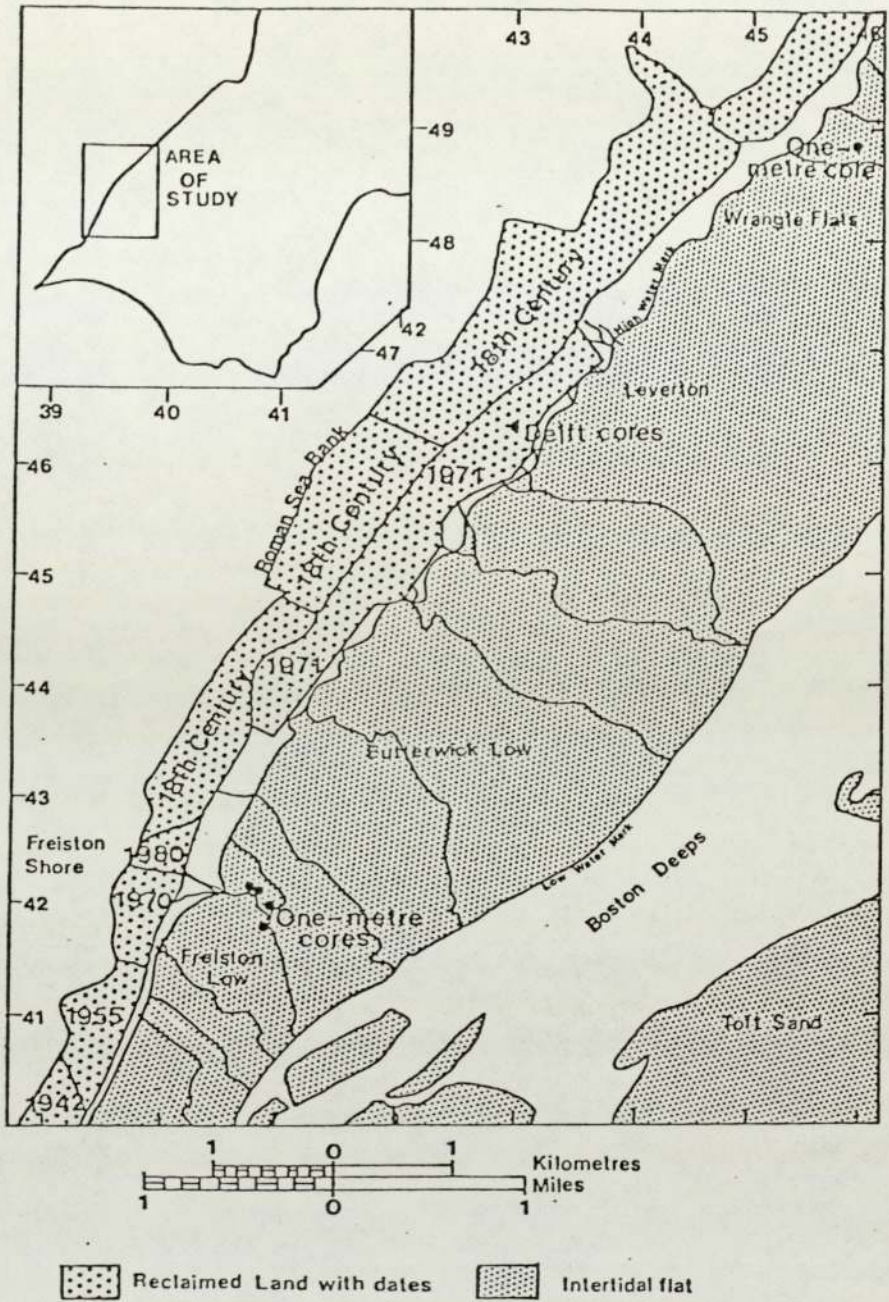 43
44
45
46
49
48
42
47
AREA
OF
STUDY
39
40
41
One-
metre core
Wrangle Flats
High Water Mark
18th Century
Leverton
Delft cores
1971
Roman Sea Bank
18th Century
46
45
44
43
42
41
1971
18th Century
Butterwick Low
Freiston
Shore
1980
1970
Low Water Mark
Boston Deeps
One-metre
cores
Freiston
Low
1955
Toft Sand
1942
1 0 1
Kilometres
Miles
1 0 1
Reclaimed Land with dates
Intertidal flat